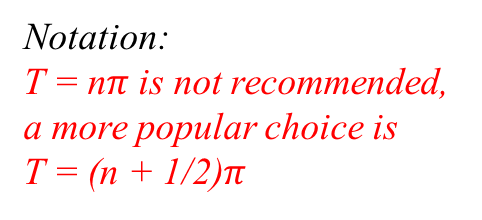 Notation:
T = nπ is not recommended,
a more popular choice is
T = (n + 1/2)π